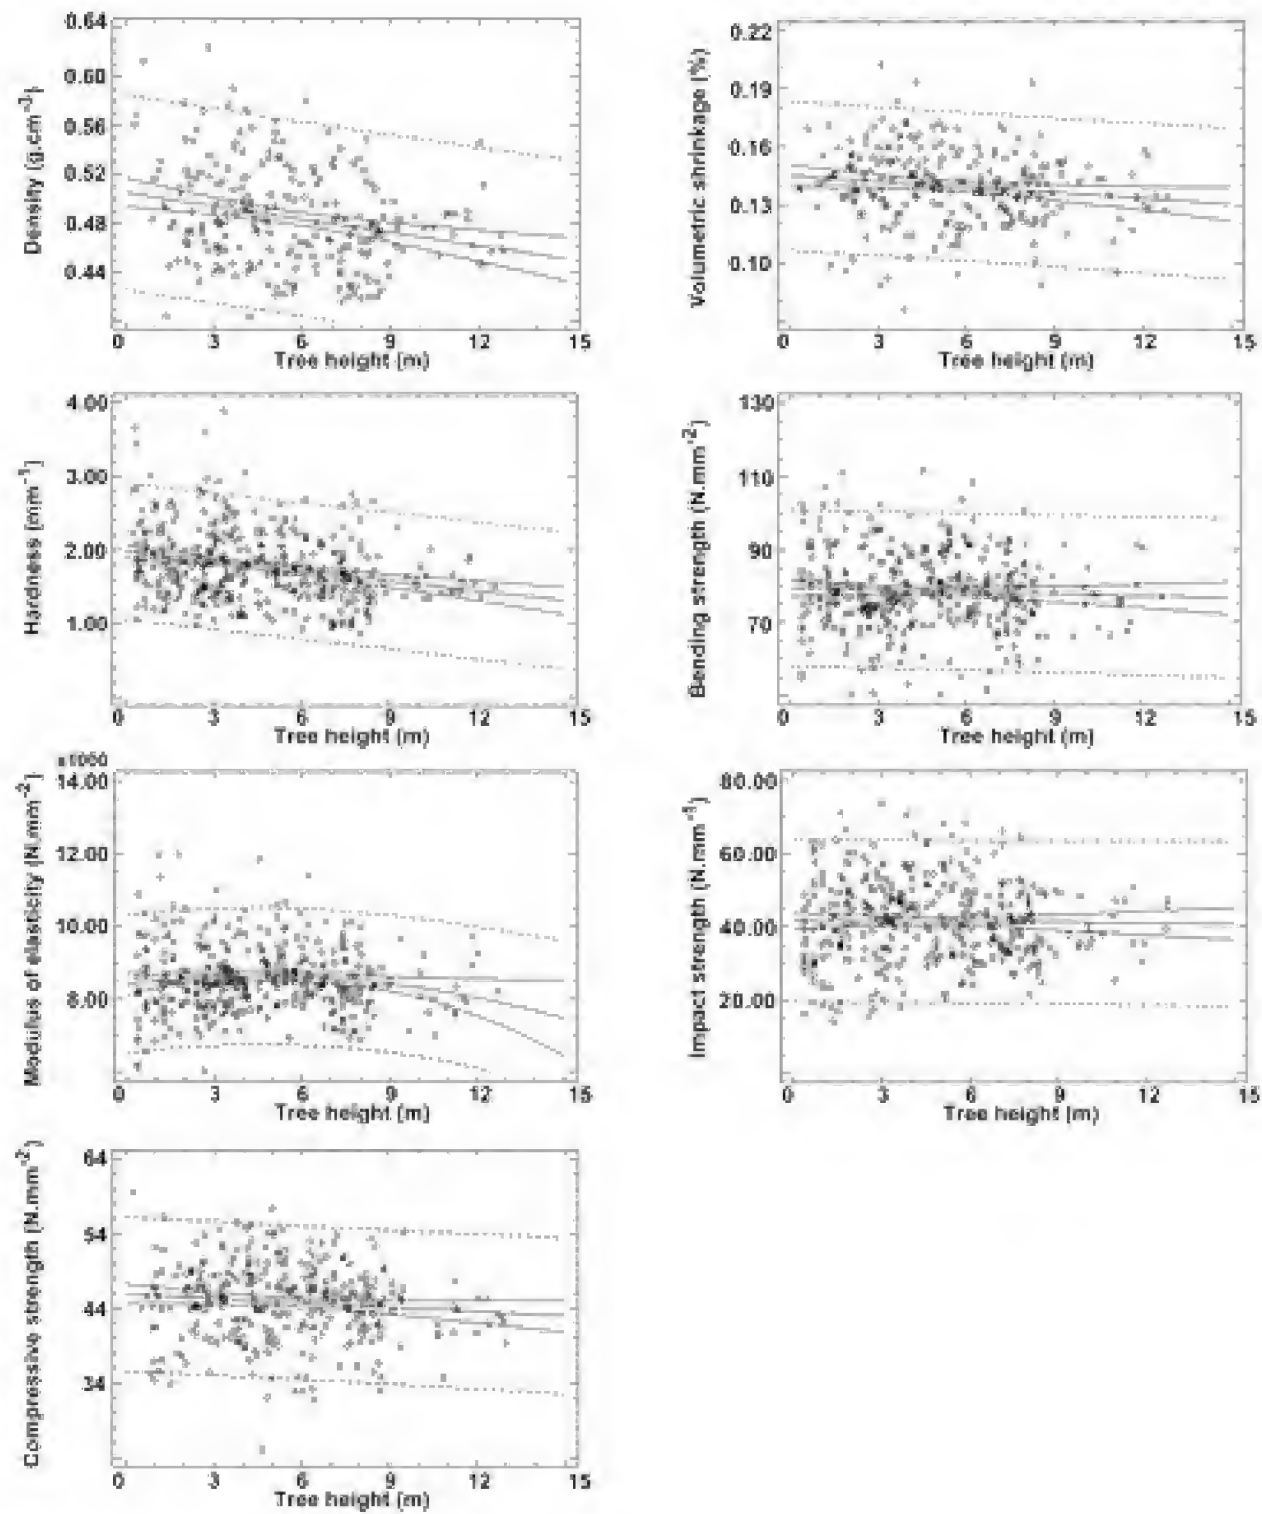 Density (g.cm-3)
0.64
0.60
0.56
0.52
0.48
0.44
0 3 6 9 12 15
Tree height (m)
Volumetric shrinkage (%)
0.22
0.19
0.16
0.13
0.10
0 3 6 9 12 15
Tree height (m)
Hardness (mm-1)
4.00
3.00
2.00
1.00
0 3 6 9 12 15
Tree height (m)
Bending strength (N.mm-2)
130
110
90
70
0 3 6 9 12 15
Tree height (m)
Modulus of elasticity (N.mm-2)
14.00
12.00
10.00
8.00
0 3 6 9 12 15
Tree height (m)
Impact strength (N.mm-3)
80.00
60.00
40.00
20.00
0 3 6 9 12 15
Tree height (m)
Compressive strength (N.mm-2)
64
54
44
34
0 3 6 9 12 15
Tree height (m)